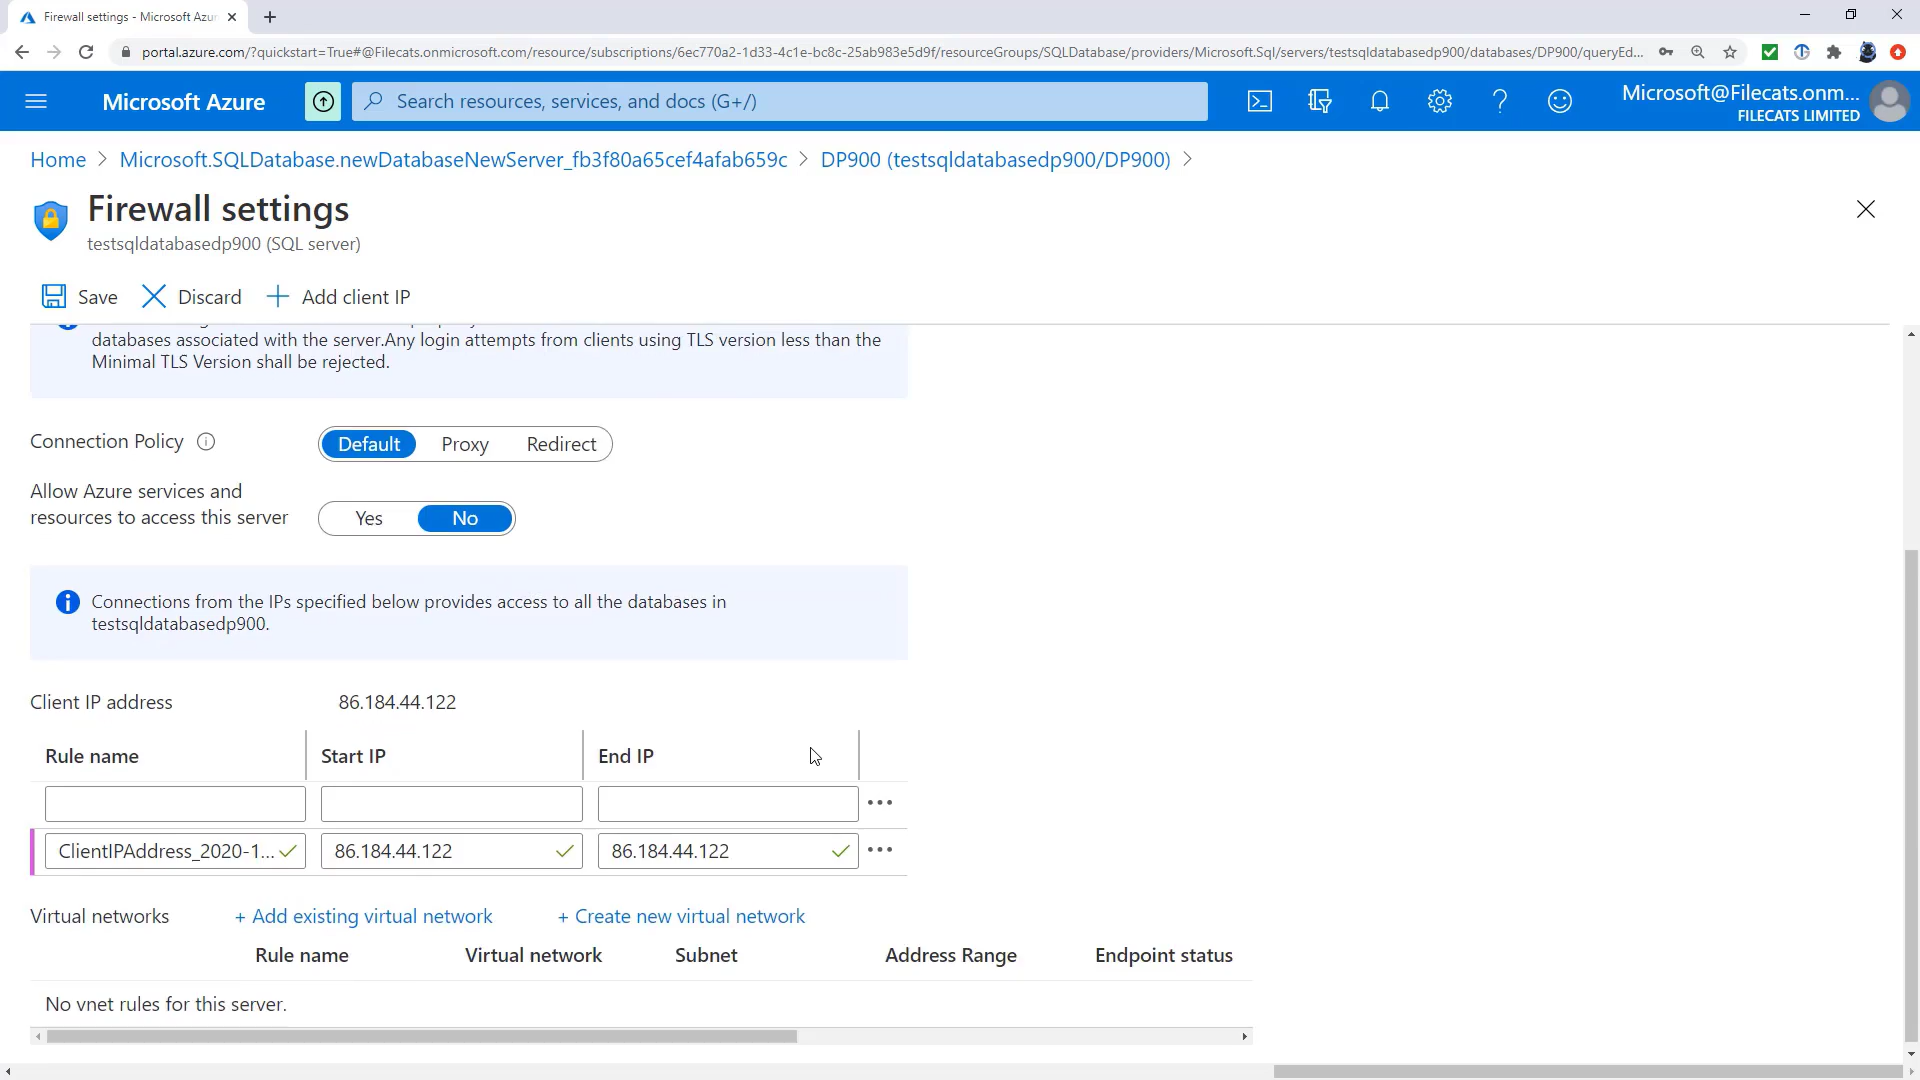 Firewall settings - Microsoft Azur
portal.azure.com/?quickstart=True#@Filecats.onmicrosoft.com/resource/subscriptions/6ec770a2-1d33-4c1e-bc8c-25ab983e5d9f/resourceGroups/SQLDatabase/providers/Microsoft.Sql/servers/testsqldatabasedp900/databases/DP900/queryEd...
Microsoft Azure
Search resources, services, and docs (G+/)
Microsoft@Filecats.onm...
FILECATS LIMITED
Home > Microsoft.SQLDatabase.newDatabaseNewServer_fb3f80a65cef4afab659c > DP900 (testsqldatabasedp900/DP900) >
Firewall settings
testsqldatabasedp900 (SQL server)
Save Discard + Add client IP
databases associated with the server.Any login attempts from clients using TLS version less than the
Minimal TLS Version shall be rejected.
Connection Policy
Default Proxy Redirect
Allow Azure services and
resources to access this server
Yes No
Connections from the IPs specified below provides access to all the databases in
testsqldatabasedp900.
Client IP address 86.184.44.122
Rule name Start IP End IP
ClientIPAddress_2020-1... 86.184.44.122 86.184.44.122
Virtual networks + Add existing virtual network + Create new virtual network
Rule name Virtual network Subnet Address Range Endpoint status
No vnet rules for this server.